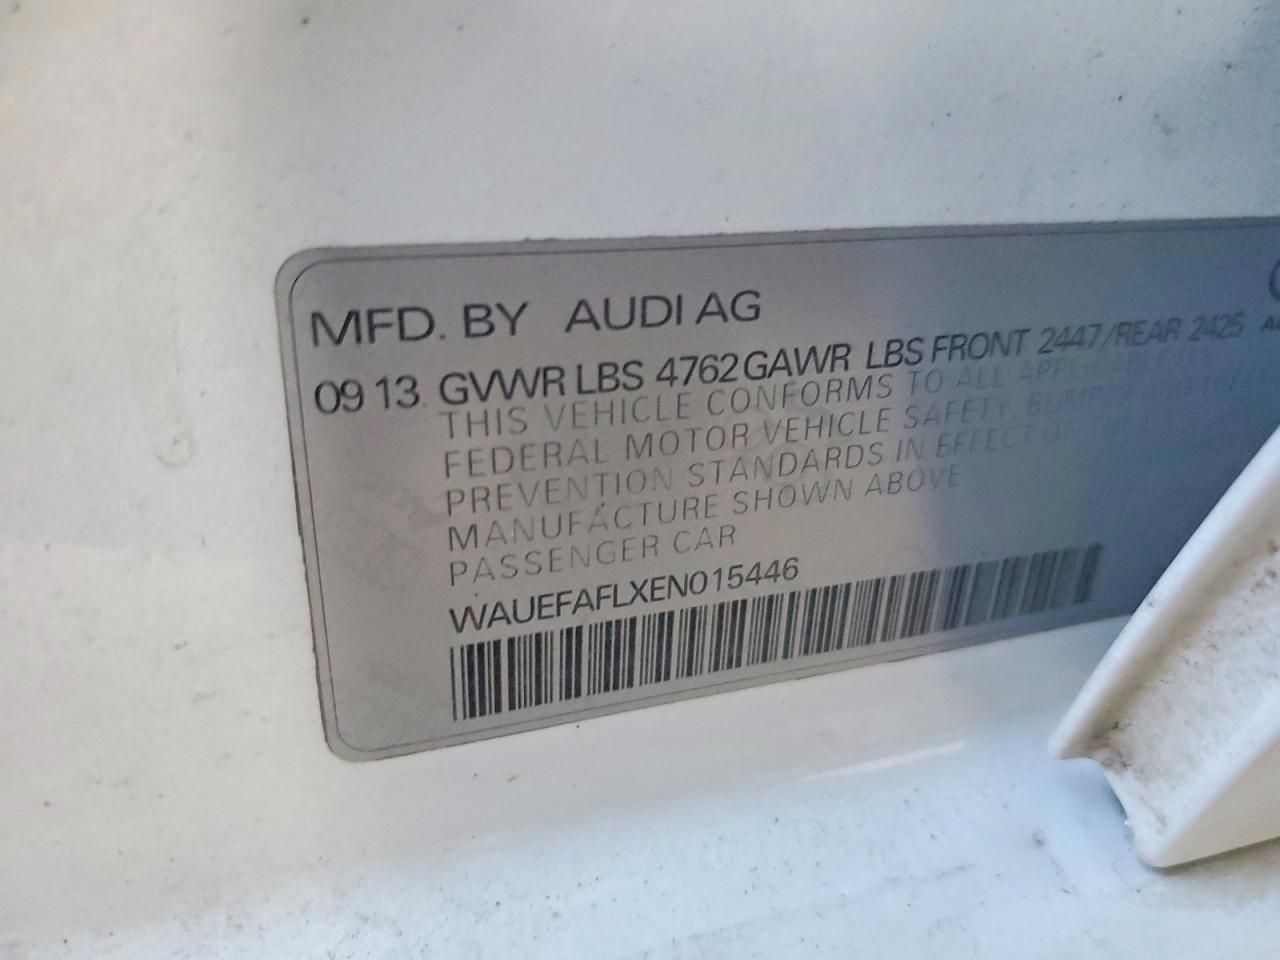 MFD. BY AUDI AG
09 13 GVWR LBS 4762 GAWR LBS FRONT 2447/REAR 2425
THIS VEHICLE CONFORMS TO ALL
FEDERAL MOTOR VEHICLE SAFETY
PREVENTION STANDARDS IN EFFECT
MANUFACTURE SHOWN ABOVE
PASSENGER CAR
WAUEFAFLXEN015446